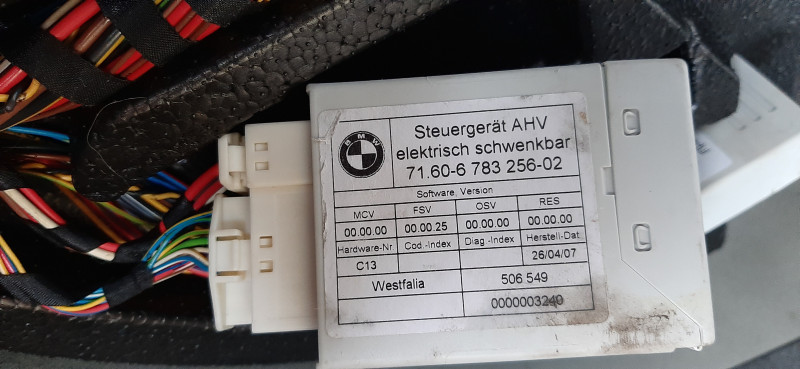 BMW
Steuergerät AHV
elektrisch schwenkbar
71.60-6 783 256-02
Software, Version
MCV FSV OSV RES
00.00.00 00.00.25 00.00.00 00.00.00
Hardware-Nr. Cod.-Index Diag.-Index Herstell-Dat.
C13 26/04/07
Westfalia 506 549
0000003240